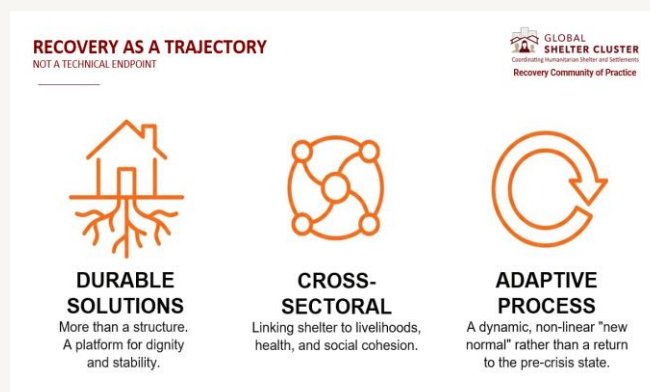 RECOVERY AS A TRAJECTORY
NOT A TECHNICAL ENDPOINT
GLOBAL
SHELTER CLUSTER
Coordinating Humanitarian Shelter and Settlements
Recovery Community of Practice
DURABLE
SOLUTIONS
More than a structure.
A platform for dignity
and stability.
CROSS-
SECTORAL
Linking shelter to livelihoods,
health, and social cohesion.
ADAPTIVE
PROCESS
A dynamic, non-linear "new
normal" rather than a return
to the pre-crisis state.